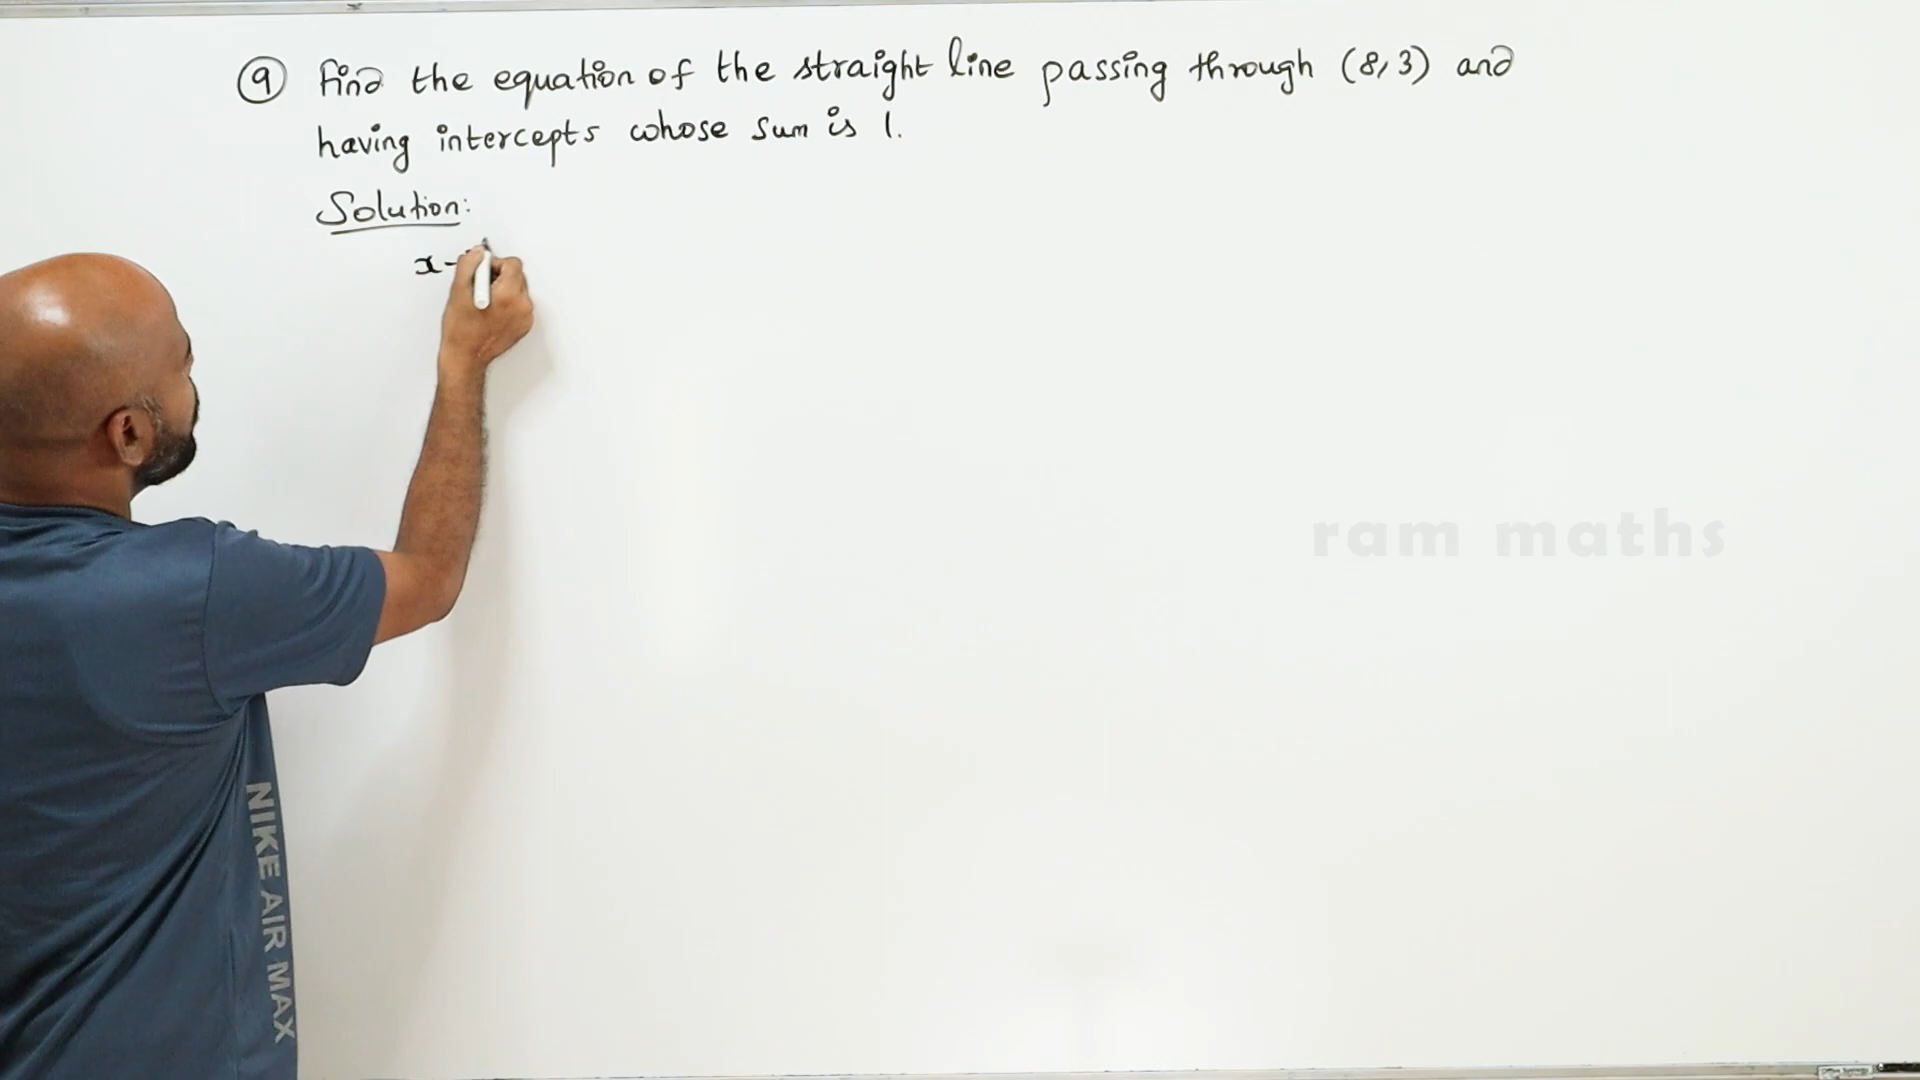 9 Find the equation of the straight line passing through (8,3) and
having intercepts whose sum is 1.
Solution:
x-
ram maths
NIKE AIR MAX